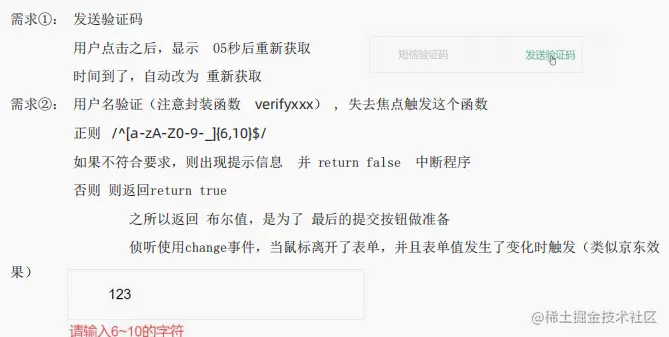 需求①： 发送验证码
用户点击之后，显示 05秒后重新获取
短信验证码 发送验证码
时间到了，自动改为 重新获取
需求②： 用户名验证（注意封装函数 verifyxxx），失去焦点触发这个函数
正则 /^[a-zA-Z0-9-_]{6,10}$/
如果不符合要求，则出现提示信息 并 return false 中断程序
否则 则返回return true
之所以返回 布尔值，是为了 最后的提交按钮做准备
侦听使用change事件，当鼠标离开了表单，并且表单值发生了变化时触发（类似京东效
果）
123
请输入6~10的字符
@稀土掘金技术社区